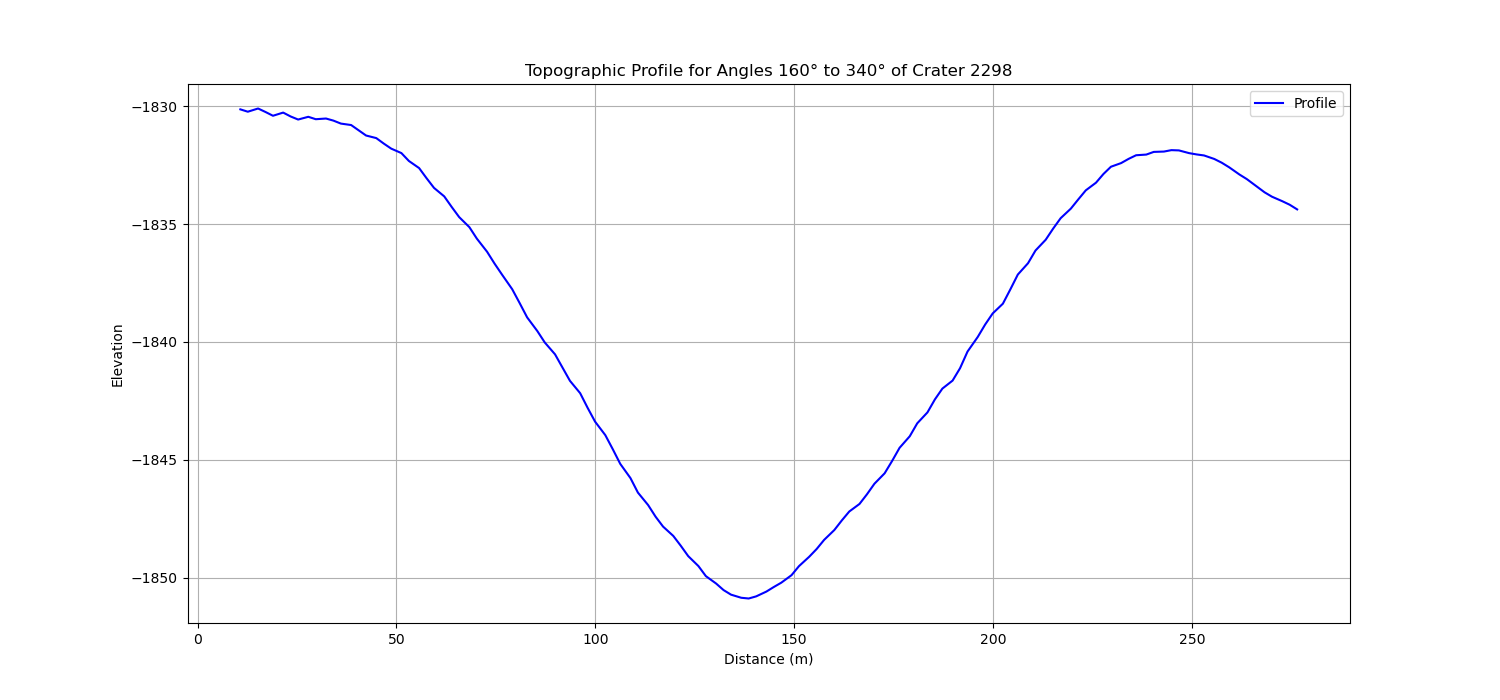 Topographic Profile for Angles 160° to 340° of Crater 2298
Profile
Elevation
−1830
−1835
−1840
−1845
−1850
0 50 100 150 200 250
Distance (m)